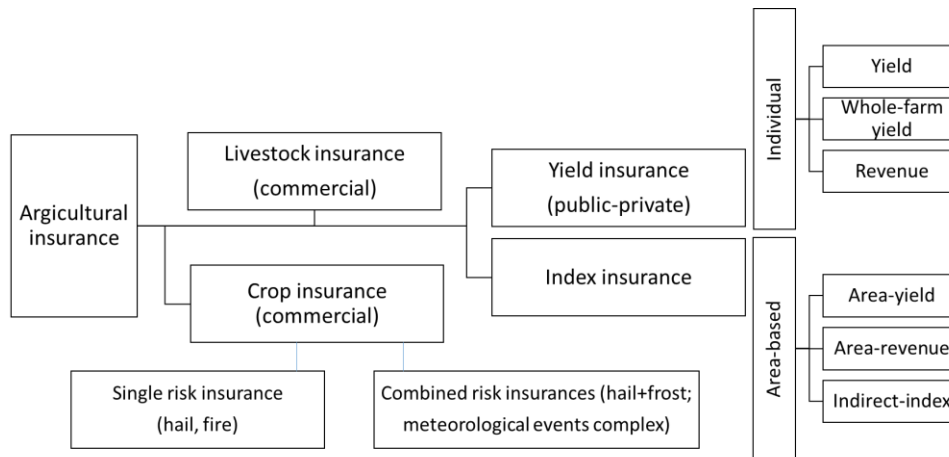 Argicultural
insurance
Livestock insurance
(commercial)
Crop insurance
(commercial)
Single risk insurance
(hail, fire)
Combined risk insurances (hail+frost;
meteorological events complex)
Yield insurance
(public-private)
Index insurance
Individual
Yield
Whole-farm
yield
Revenue
Area-based
Area-yield
Area-revenue
Indirect-index